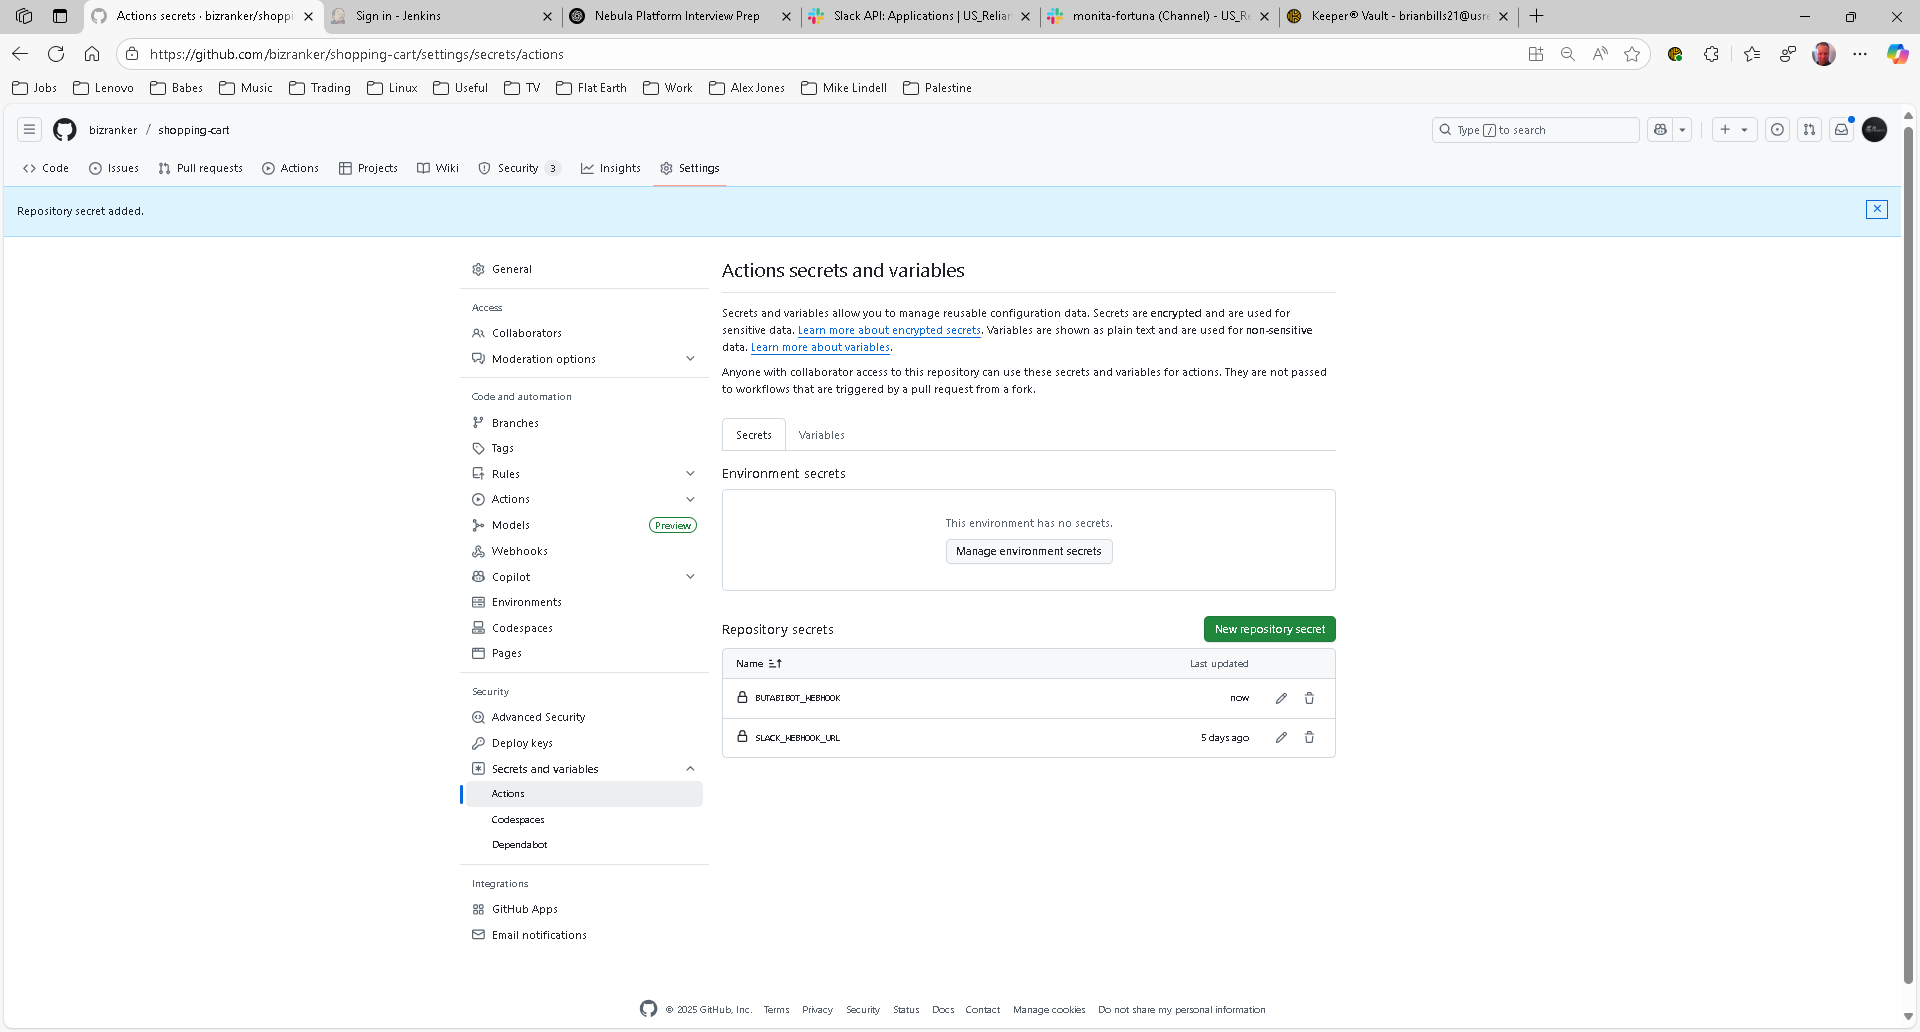 Actions secrets · bizranker/shoppi
Sign in - Jenkins
Nebula Platform Interview Prep
Slack API: Applications | US_Relian
monita-fortuna (Channel) - US_Re
Keeper® Vault - brianbills21@usre
https://github.com/bizranker/shopping-cart/settings/secrets/actions
Jobs
Lenovo
Babes
Music
Trading
Linux
Useful
TV
Flat Earth
Work
Alex Jones
Mike Lindell
Palestine
bizranker / shopping-cart
Type / to search
Code
Issues
Pull requests
Actions
Projects
Wiki
Security 3
Insights
Settings
Repository secret added.
General
Access
Collaborators
Moderation options
Code and automation
Branches
Tags
Rules
Actions
Models Preview
Webhooks
Copilot
Environments
Codespaces
Pages
Security
Advanced Security
Deploy keys
Secrets and variables
Actions
Codespaces
Dependabot
Integrations
GitHub Apps
Email notifications
Actions secrets and variables
Secrets and variables allow you to manage reusable configuration data. Secrets are encrypted and are used for
sensitive data. Learn more about encrypted secrets. Variables are shown as plain text and are used for non-sensitive
data. Learn more about variables.
Anyone with collaborator access to this repository can use these secrets and variables for actions. They are not passed
to workflows that are triggered by a pull request from a fork.
Secrets
Variables
Environment secrets
This environment has no secrets.
Manage environment secrets
Repository secrets
New repository secret
Name
Last updated
BUTABIBOT_WEBHOOK
now
SLACK_WEBHOOK_URL
5 days ago
© 2025 GitHub, Inc.
Terms
Privacy
Security
Status
Docs
Contact
Manage cookies
Do not share my personal information